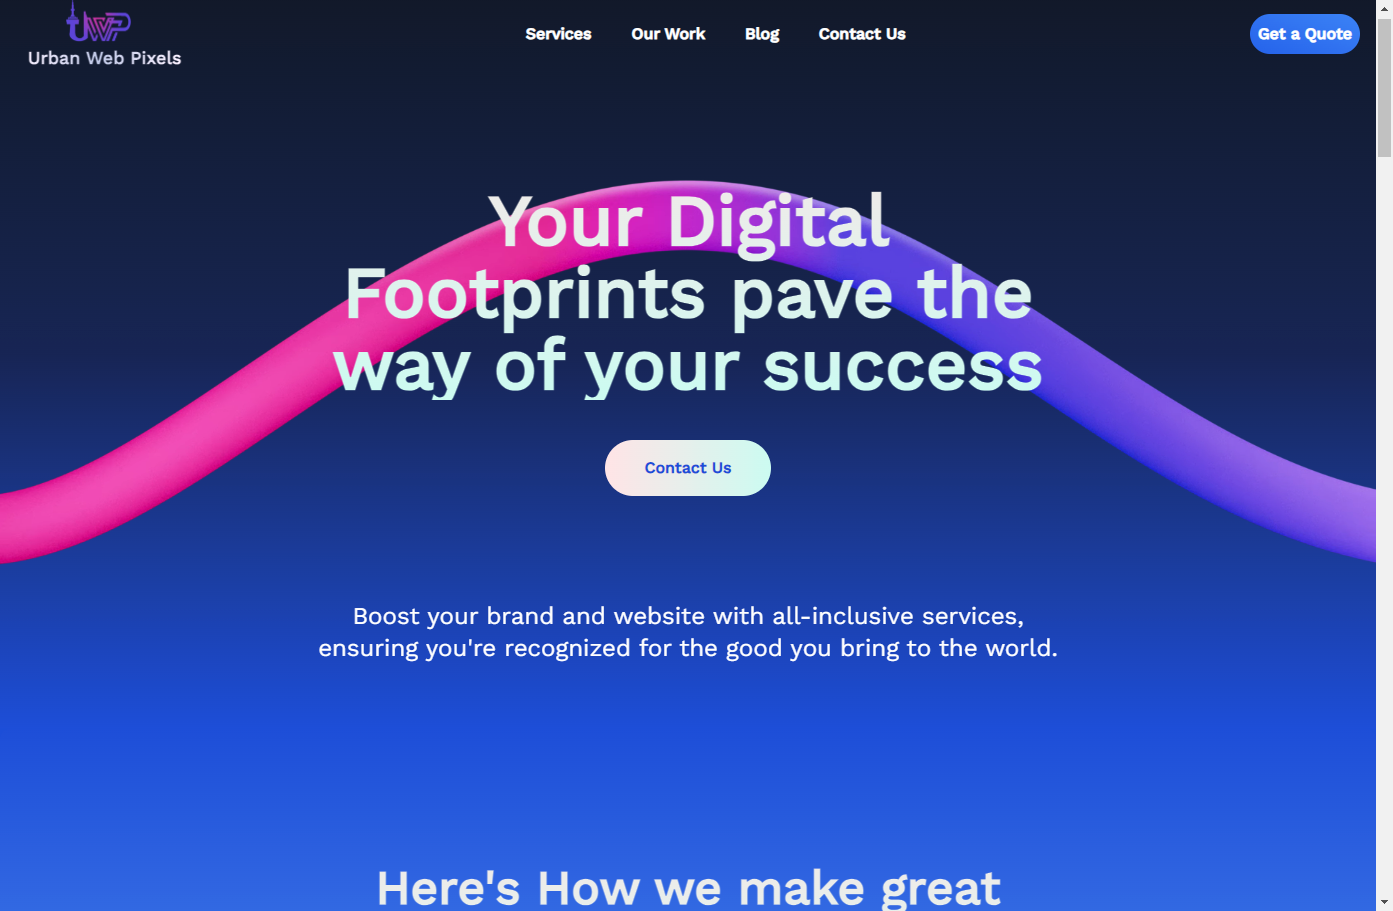 UWP
Urban Web Pixels
Services
Our Work
Blog
Contact Us
Get a Quote
Your Digital
Footprints pave the
way of your success
Contact Us
Boost your brand and website with all-inclusive services,
ensuring you're recognized for the good you bring to the world.
Here's How we make great